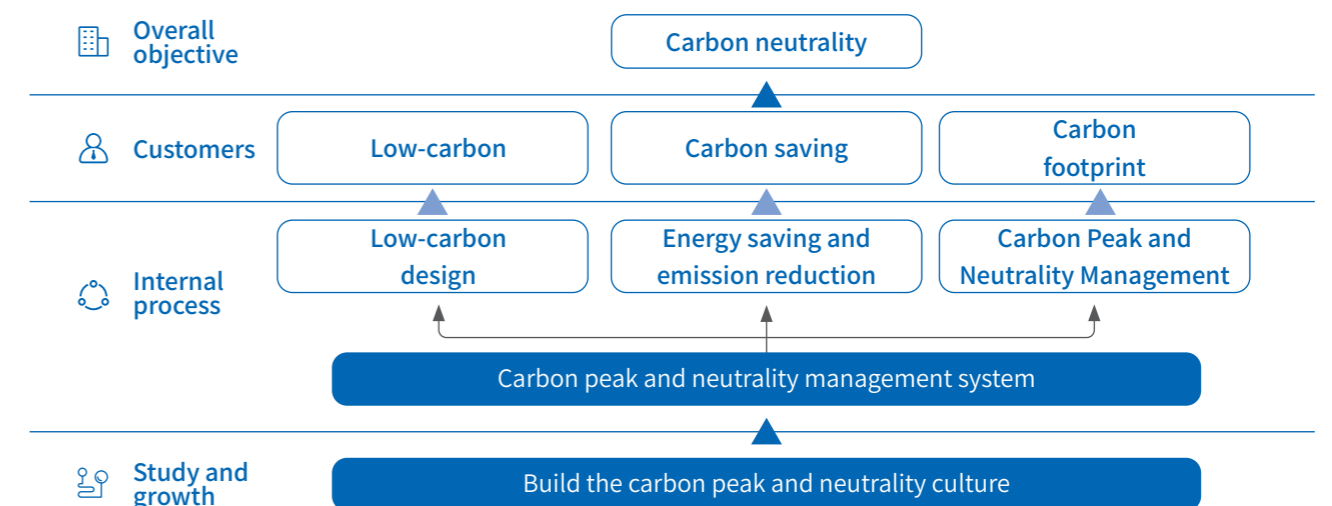 Overall
objective
Carbon neutrality
Customers
Low-carbon
Carbon saving
Carbon
footprint
Internal
process
Low-carbon
design
Energy saving and
emission reduction
Carbon Peak and
Neutrality Management
Carbon peak and neutrality management system
Study and
growth
Build the carbon peak and neutrality culture